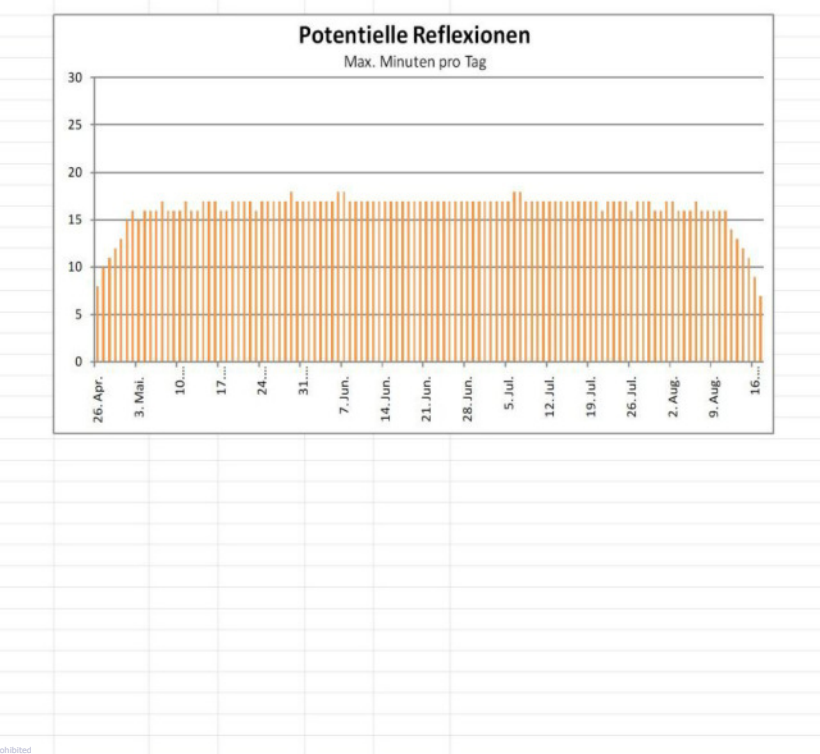 Potentielle Reflexionen
Max. Minuten pro Tag
30
25
20
15
10
5
0
26. Apr.
3. Mai.
10....
17....
24....
31....
7. Jun.
14. Jun.
21. Jun.
28. Jun.
5. Jul.
12. Jul.
19. Jul.
26. Jul.
2. Aug.
9. Aug.
16....
ohibited